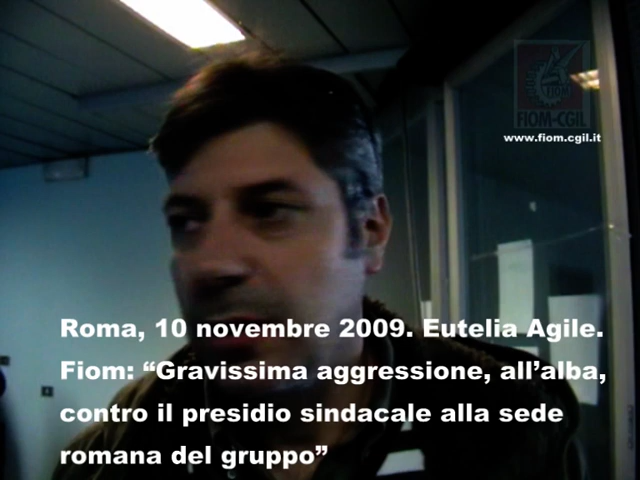 FIOM
FIOM-CGIL
www.fiom.cgil.it
Roma, 10 novembre 2009. Eutelia Agile.
Fiom: “Gravissima aggressione, all’alba,
contro il presidio sindacale alla sede
romana del gruppo”